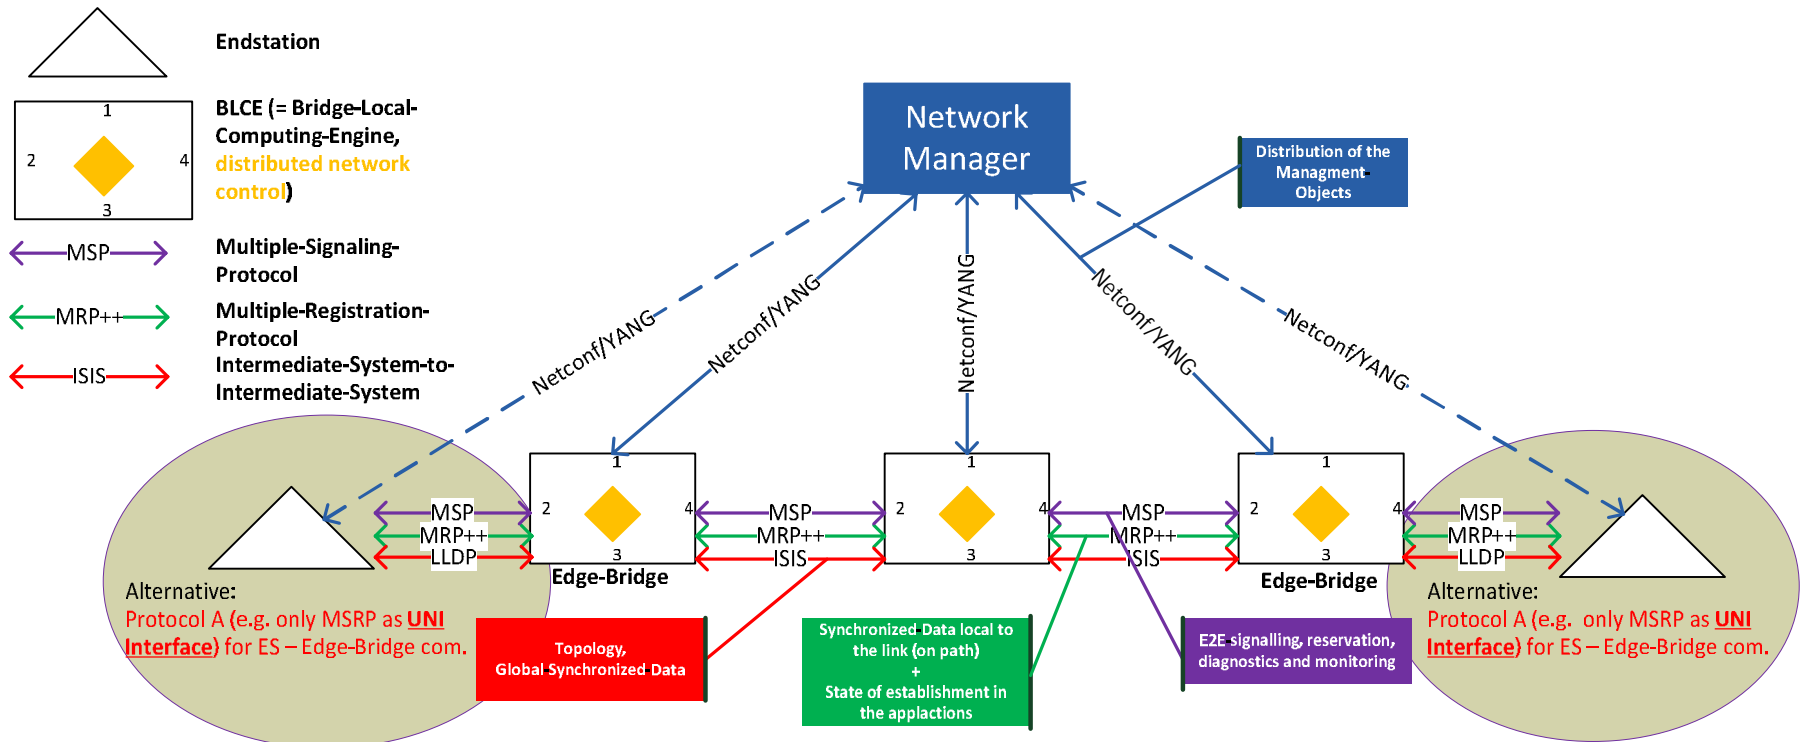 Endstation
1
2
4
3
BLCE (= Bridge-Local-
Computing-Engine,
distributed network
control)
MSP
Multiple-Signaling-
Protocol
MRP++
Multiple-Registration-
Protocol
ISIS
Intermediate-System-to-
Intermediate-System
Network
Manager
Distribution of the
Managment-
Objects
Netconf/YANG
Netconf/YANG
Netconf/YANG
Netconf/YANG
Netconf/YANG
MSP
MRP++
LLDP
1
2
4
3
Edge-Bridge
MSP
MRP++
ISIS
1
2
4
3
MSP
MRP++
ISIS
1
2
4
3
Edge-Bridge
MSP
MRP++
LLDP
Alternative:
Protocol A (e.g. only MSRP as UNI
Interface) for ES – Edge-Bridge com.
Topology,
Global-Synchronized-Data
Synchronized-Data local to
the link (on path)
+
State of establishment in
the applactions
E2E-signalling, reservation,
diagnostics and monitoring
Alternative:
Protocol A (e.g. only MSRP as UNI
Interface) for ES – Edge-Bridge com.